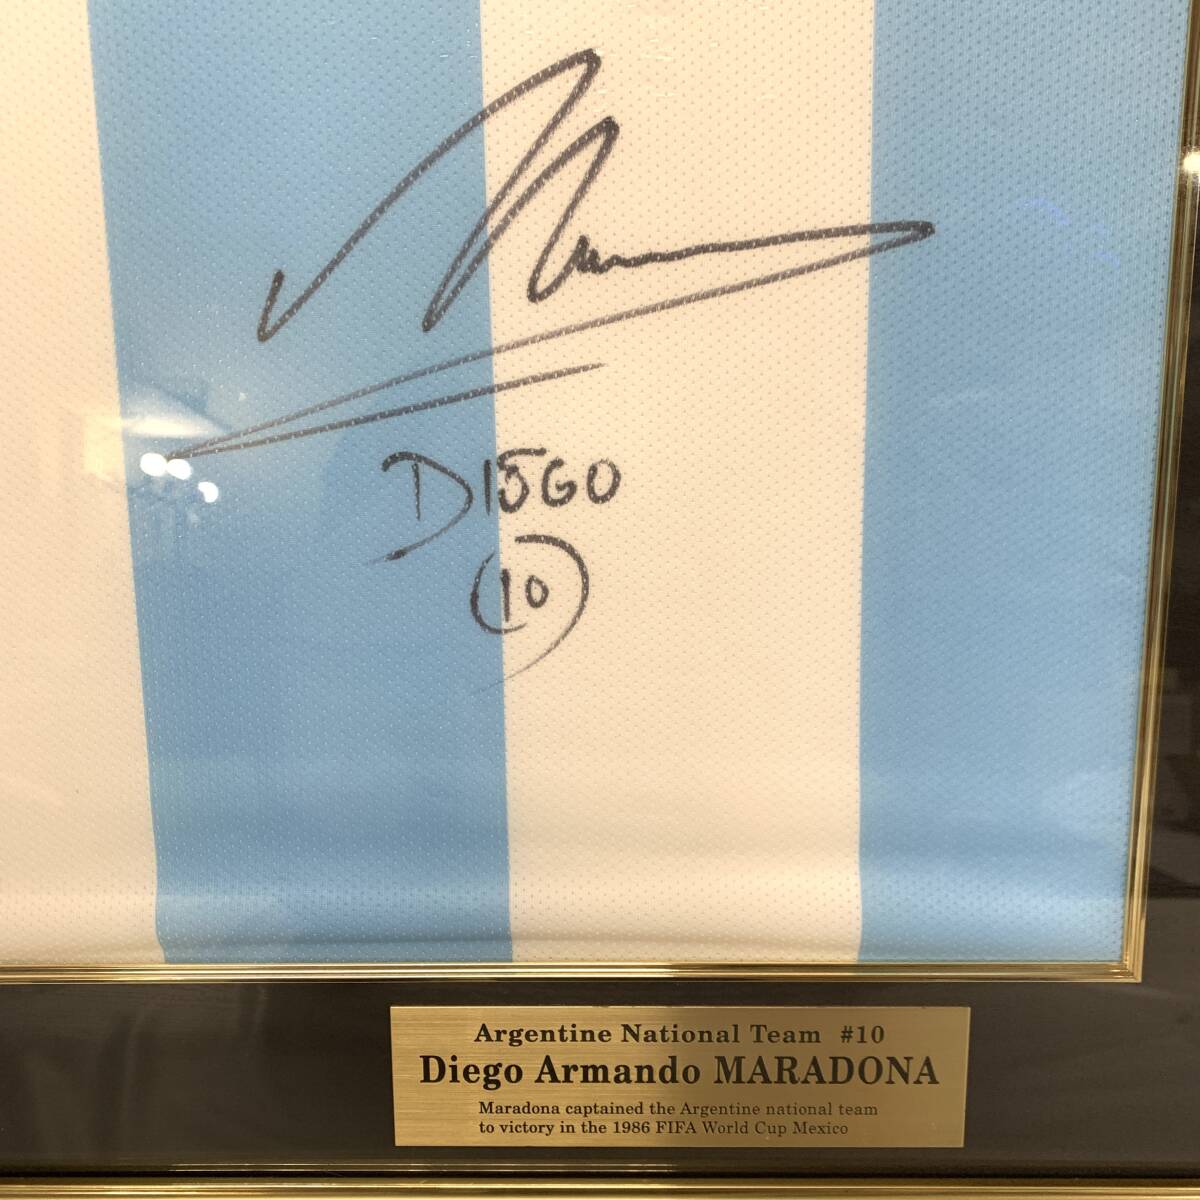 DIEGO
10
Argentine National Team #10
Diego Armando MARADONA
Maradona captained the Argentine national team
to victory in the 1986 FIFA World Cup Mexico